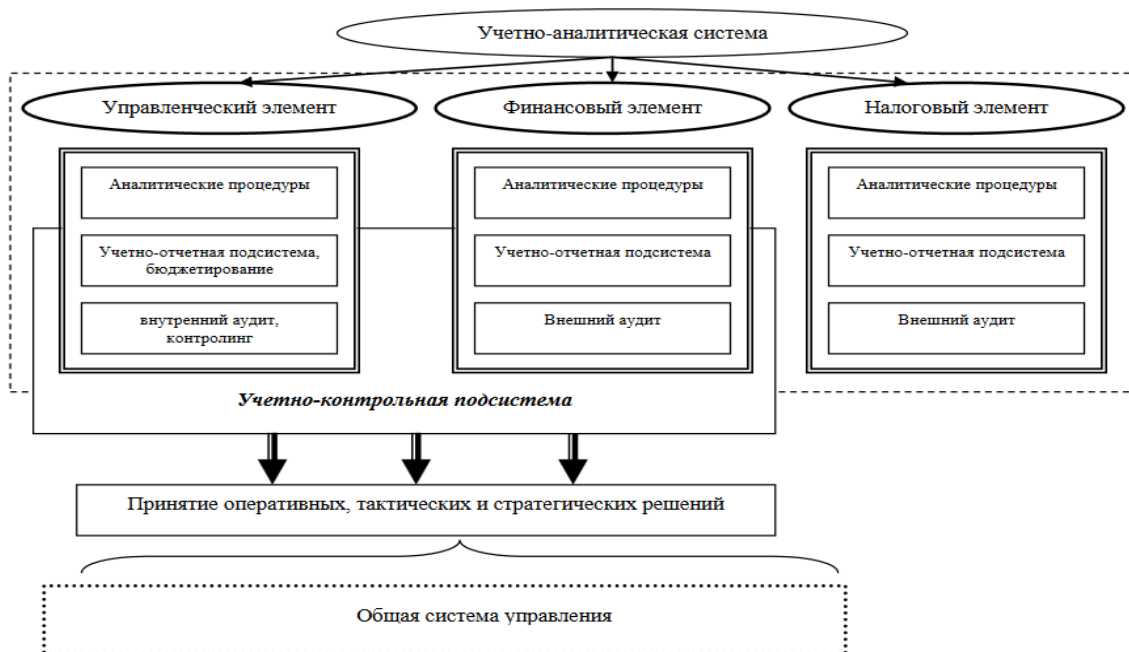 Учетно-аналитическая система
Управленческий элемент
Финансовый элемент
Налоговый элемент
Аналитические процедуры
Аналитические процедуры
Аналитические процедуры
Учетно-отчетная подсистема,
бюджетирование
Учетно-отчетная подсистема
Учетно-отчетная подсистема
внутренний аудит,
контролинг
Внешний аудит
Внешний аудит
Учетно-контрольная подсистема
Принятие оперативных, тактических и стратегических решений
Общая система управления